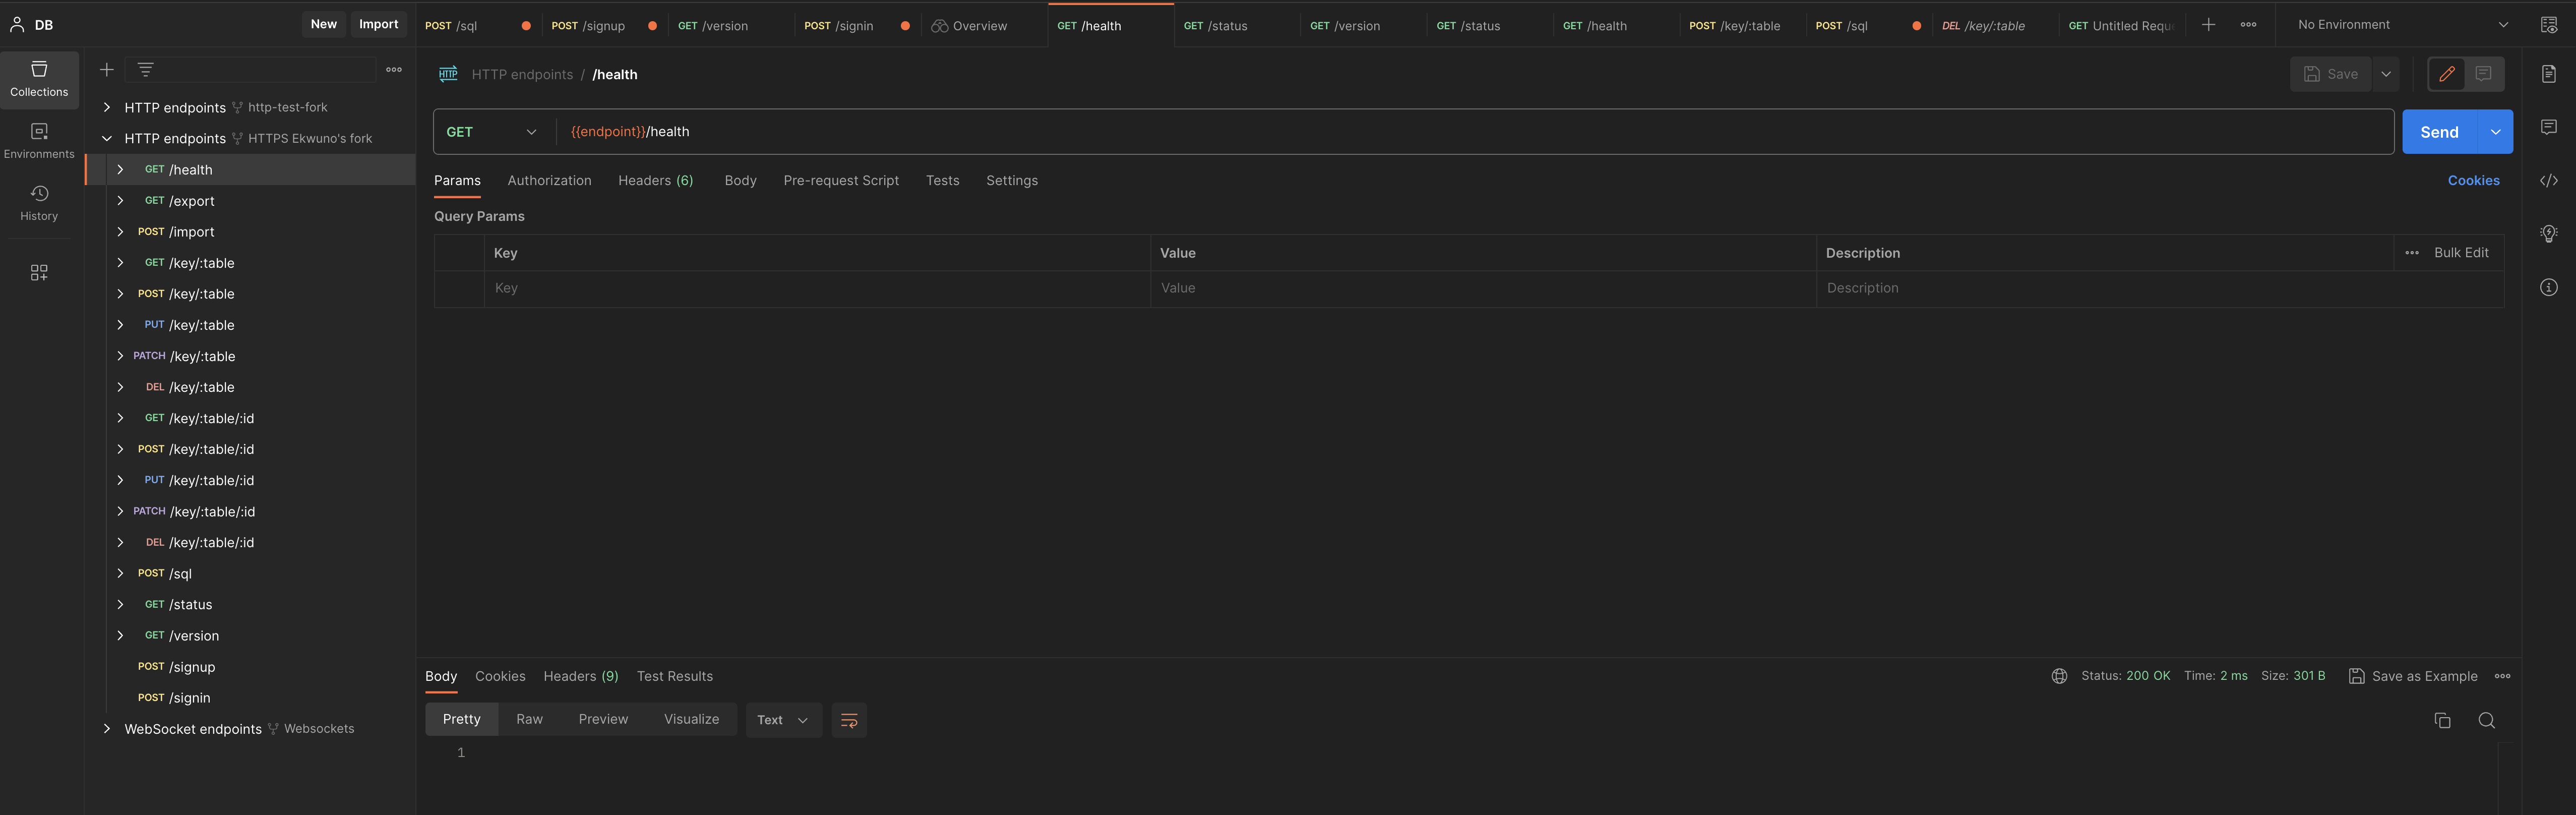 DB
New
Import
POST /sql
POST /signup
GET /version
POST /signin
Overview
GET /health
GET /status
GET /version
GET /status
GET /health
POST /key/:table
POST /sql
DEL /key/:table
GET Untitled Requ
No Environment
Collections
Environments
History
HTTP endpoints http-test-fork
HTTP endpoints HTTPS Ekwuno's fork
GET /health
GET /export
POST /import
GET /key/:table
POST /key/:table
PUT /key/:table
PATCH /key/:table
DEL /key/:table
GET /key/:table/:id
POST /key/:table/:id
PUT /key/:table/:id
PATCH /key/:table/:id
DEL /key/:table/:id
POST /sql
GET /status
GET /version
POST /signup
POST /signin
WebSocket endpoints Websockets
HTTP HTTP endpoints / /health
Save
GET {{endpoint}}/health
Send
Params Authorization Headers (6) Body Pre-request Script Tests Settings
Cookies
Query Params
Key Value Description Bulk Edit
Key Value Description
Body Cookies Headers (9) Test Results
Status: 200 OK Time: 2 ms Size: 301 B Save as Example
Pretty Raw Preview Visualize Text
1